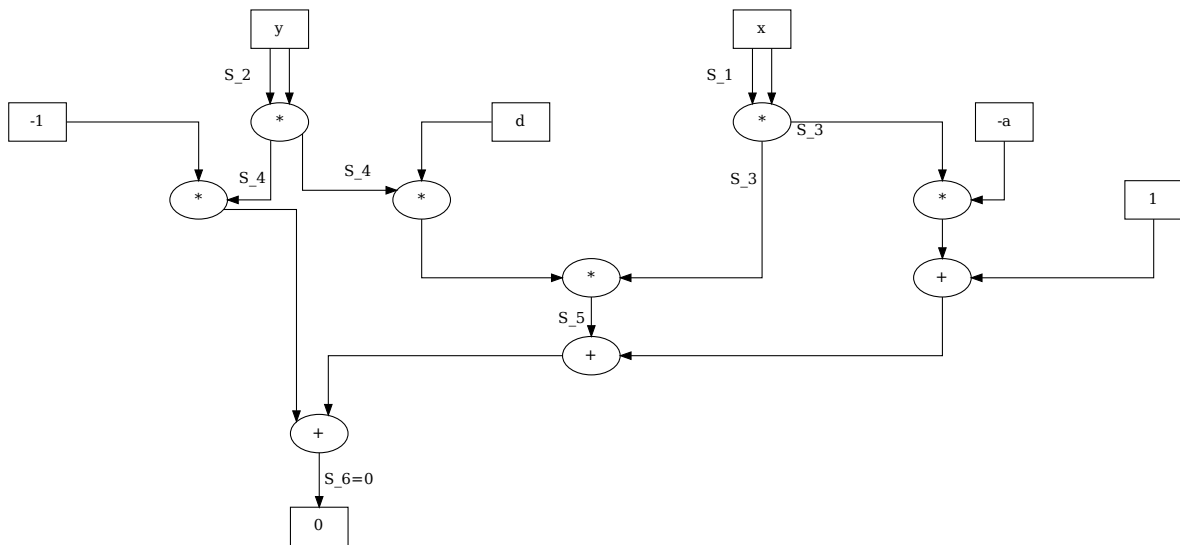 y
x
S_2
S_1
-1
*
d
*
S_3
-a
S_4
S_4
S_3
*
*
*
1
*
+
S_5
+
+
S_6=0
0